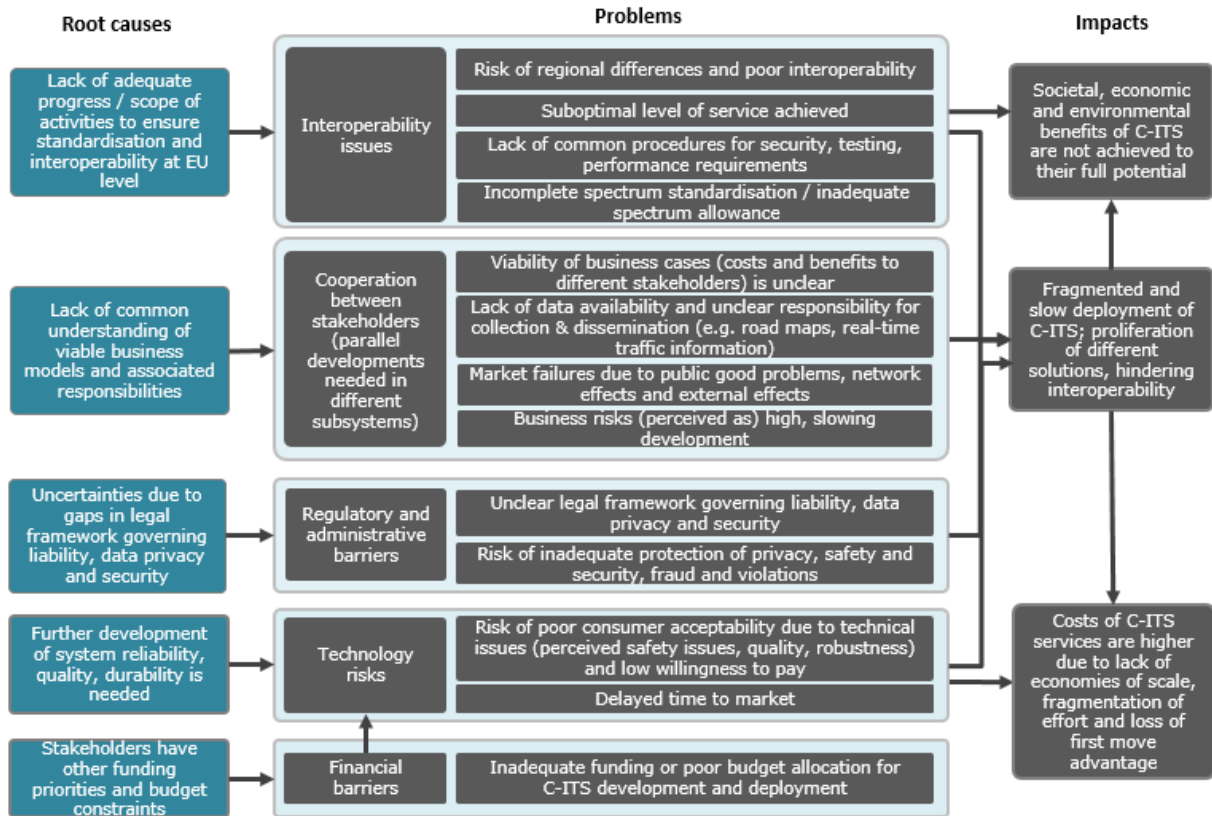 Root causes
Problems
Impacts
Lack of adequate
progress / scope of
activities to ensure
standardisation and
interoperability at EU
level
Interoperability
issues
Risk of regional differences and poor interoperability
Suboptimal level of service achieved
Lack of common procedures for security, testing,
performance requirements
Incomplete spectrum standardisation / inadequate
spectrum allowance
Societal, economic
and environmental
benefits of C-ITS
are not achieved to
their full potential
Lack of common
understanding of
viable business
models and associated
responsibilities
Cooperation
between
stakeholders
(parallel
developments
needed in
different
subsystems)
Viability of business cases (costs and benefits to
different stakeholders) is unclear
Lack of data availability and unclear responsibility for
collection & dissemination (e.g. road maps, real-time
traffic information)
Market failures due to public good problems, network
effects and external effects
Business risks (perceived as) high, slowing
development
Fragmented and
slow deployment of
C-ITS; proliferation
of different
solutions, hindering
interoperability
Uncertainties due to
gaps in legal
framework governing
liability, data privacy
and security
Regulatory and
administrative
barriers
Unclear legal framework governing liability, data
privacy and security
Risk of inadequate protection of privacy, safety and
security, fraud and violations
Further development
of system reliability,
quality, durability is
needed
Technology
risks
Risk of poor consumer acceptability due to technical
issues (perceived safety issues, quality, robustness)
and low willingness to pay
Delayed time to market
Costs of C-ITS
services are higher
due to lack of
economies of scale,
fragmentation of
effort and loss of
first move
advantage
Stakeholders have
other funding
priorities and budget
constraints
Financial
barriers
Inadequate funding or poor budget allocation for
C-ITS development and deployment